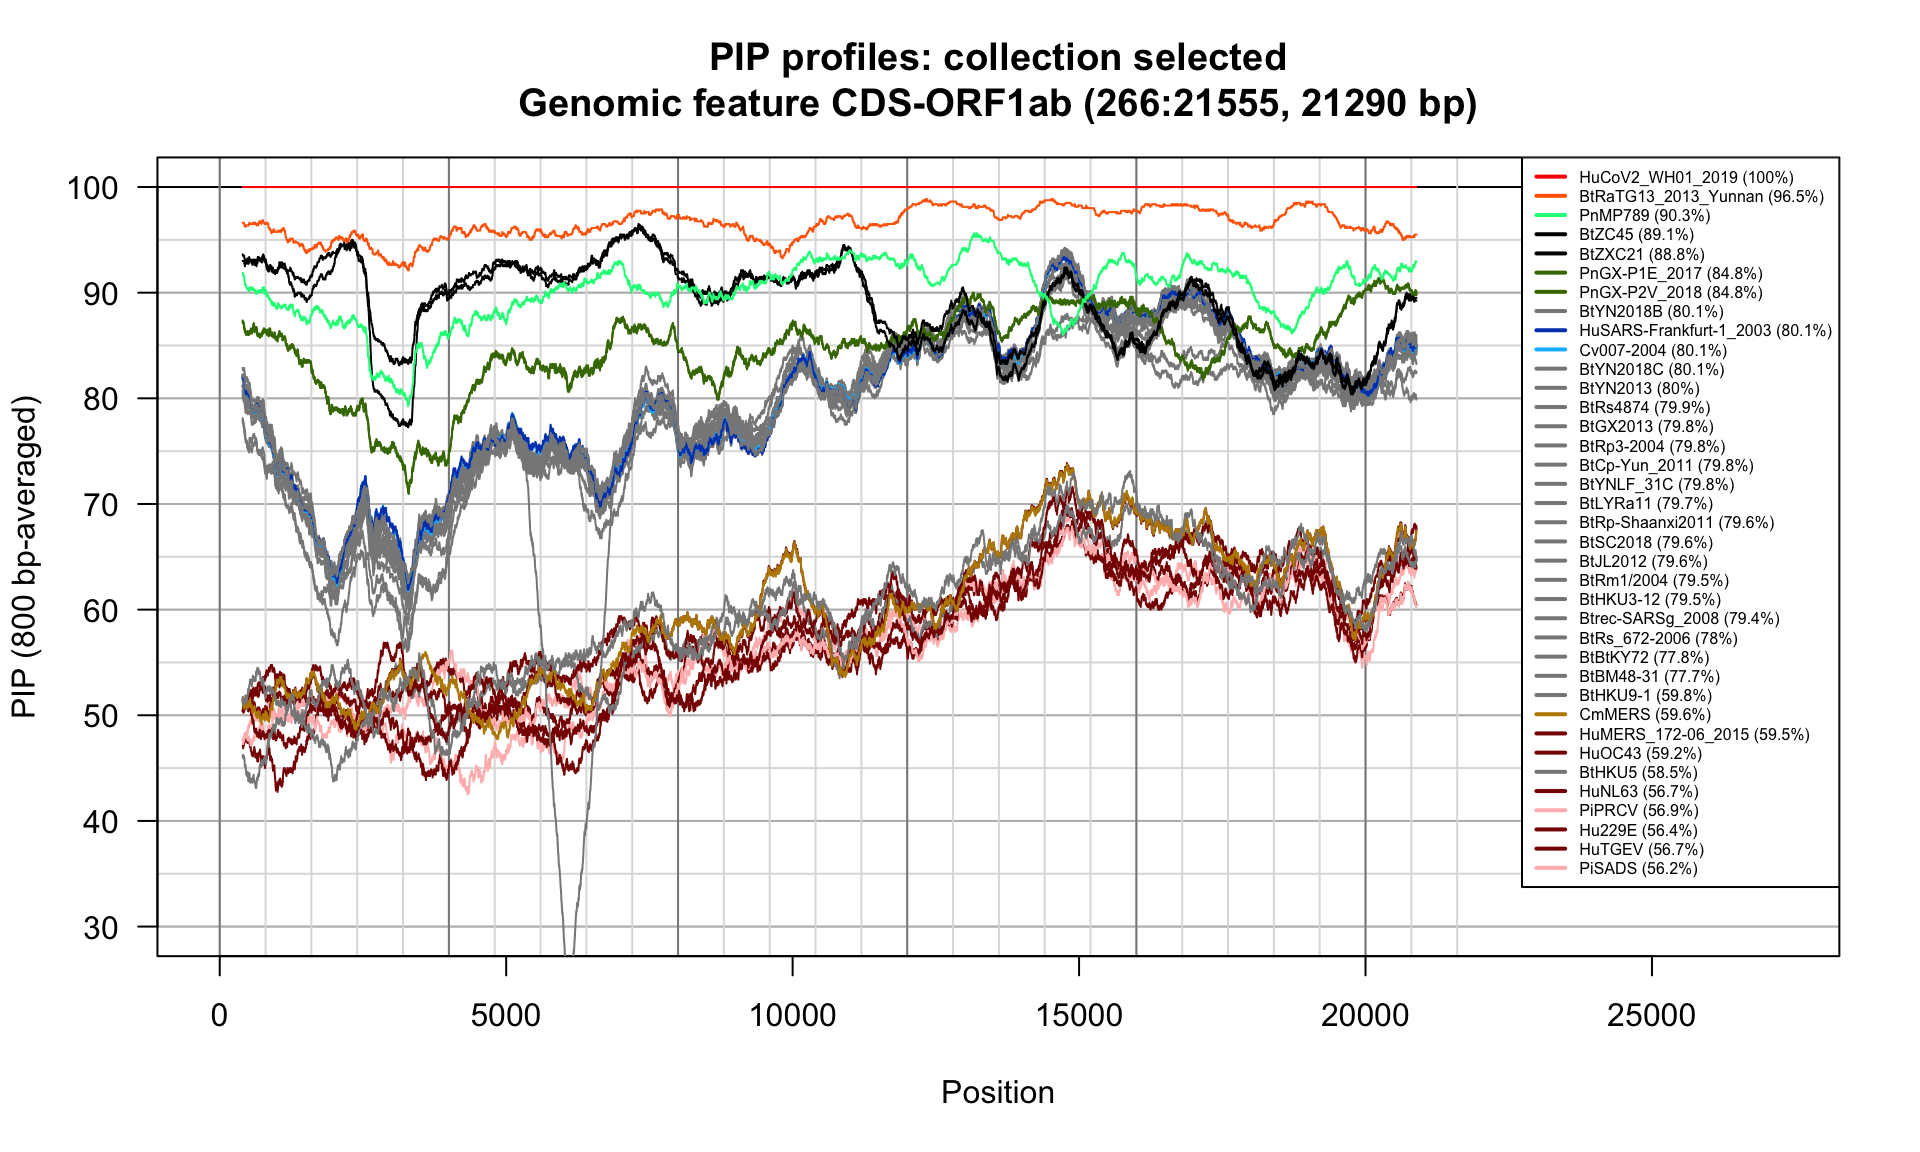 PIP profiles: collection selected
Genomic feature CDS-ORF1ab (266:21555, 21290 bp)
PIP (800 bp-averaged)
100
90
80
70
60
50
40
30
0
5000
10000
15000
20000
25000
Position
HuCoV2_WH01_2019 (100%)
BtRaTG13_2013_Yunnan (96.5%)
PnMP789 (90.3%)
BtZC45 (89.1%)
BtZXC21 (88.8%)
PnGX-P1E_2017 (84.8%)
PnGX-P2V_2018 (84.8%)
BtYN2018B (80.1%)
HuSARS-Frankfurt-1_2003 (80.1%)
Cv007-2004 (80.1%)
BtYN2018C (80.1%)
BtYN2013 (80%)
BtRs4874 (79.9%)
BtGX2013 (79.8%)
BtRp3-2004 (79.8%)
BtCp-Yun_2011 (79.8%)
BtYNLF_31C (79.8%)
BtLYRa11 (79.7%)
BtRp-Shaanxi2011 (79.6%)
BtSC2018 (79.6%)
BtJL2012 (79.6%)
BtRm1/2004 (79.5%)
BtHKU3-12 (79.5%)
Btrec-SARSg_2008 (79.4%)
BtRs_672-2006 (78%)
BtBtKY72 (77.8%)
BtBM48-31 (77.7%)
BtHKU9-1 (59.8%)
CmMERS (59.6%)
HuMERS_172-06_2015 (59.5%)
HuOC43 (59.2%)
BtHKU5 (58.5%)
HuNL63 (56.7%)
PiPRCV (56.9%)
Hu229E (56.4%)
HuTGEV (56.7%)
PiSADS (56.2%)